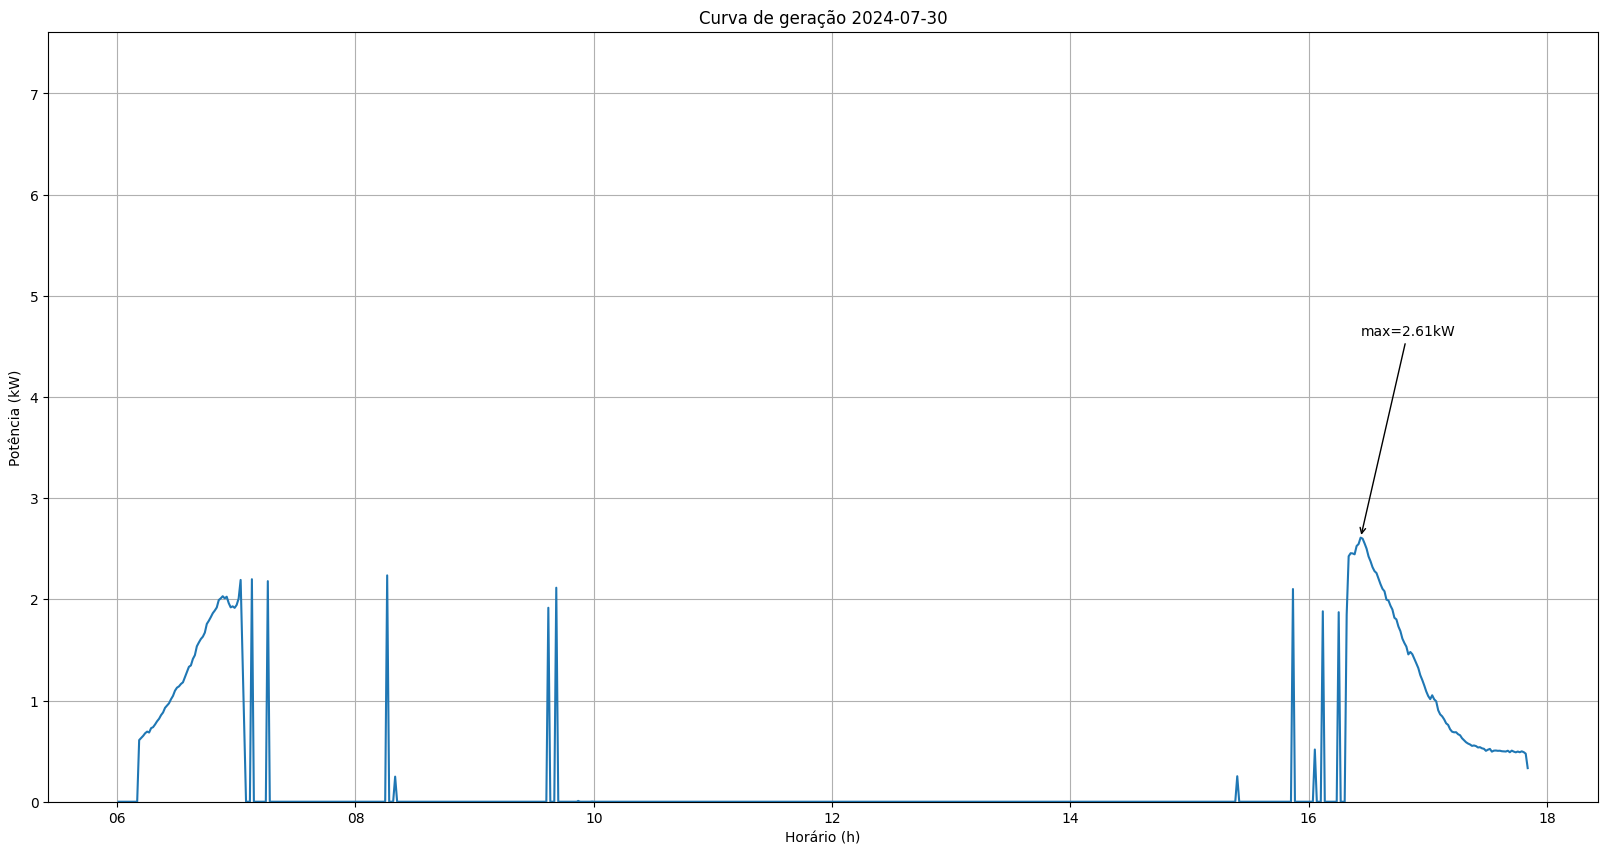 Curva de geração 2024-07-30
Potência (kW)
7
6
5
4
3
2
1
0
max=2.61kW
06 08 10 12 14 16 18
Horário (h)